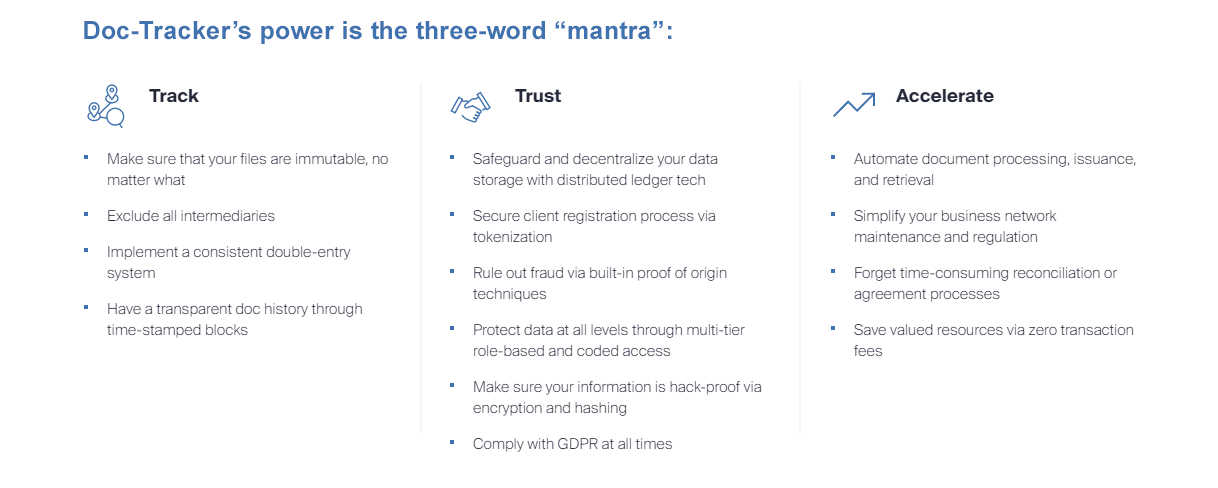 Doc-Tracker’s power is the three-word “mantra”:
Track
Make sure that your files are immutable, no
matter what
Exclude all intermediaries
Implement a consistent double-entry
system
Have a transparent doc history through
time-stamped blocks
Trust
Safeguard and decentralize your data
storage with distributed ledger tech
Secure client registration process via
tokenization
Rule out fraud via built-in proof of origin
techniques
Protect data at all levels through multi-tier
role-based and coded access
Make sure your information is hack-proof via
encryption and hashing
Comply with GDPR at all times
Accelerate
Automate document processing, issuance,
and retrieval
Simplify your business network
maintenance and regulation
Forget time-consuming reconciliation or
agreement processes
Save valued resources via zero transaction
fees